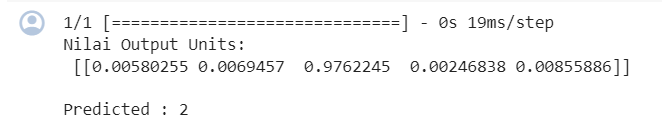 1/1 [==============================] - 0s 19ms/step
Nilai Output Units:
[[0.00580255 0.0069457  0.9762245  0.00246838 0.00855886]]
Predicted : 2